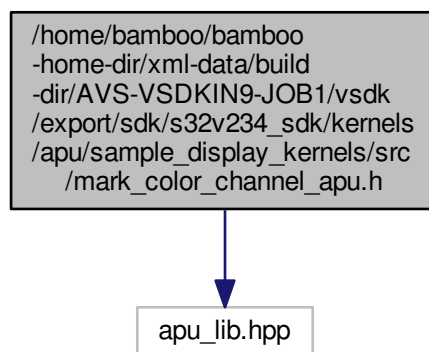 /home/bamboo/bamboo
-home-dir/xml-data/build
-dir/AVS-VSDKIN9-JOB1/vsdk
/export/sdk/s32v234_sdk/kernels
/apu/sample_display_kernels/src
/mark_color_channel_apu.h
apu_lib.hpp